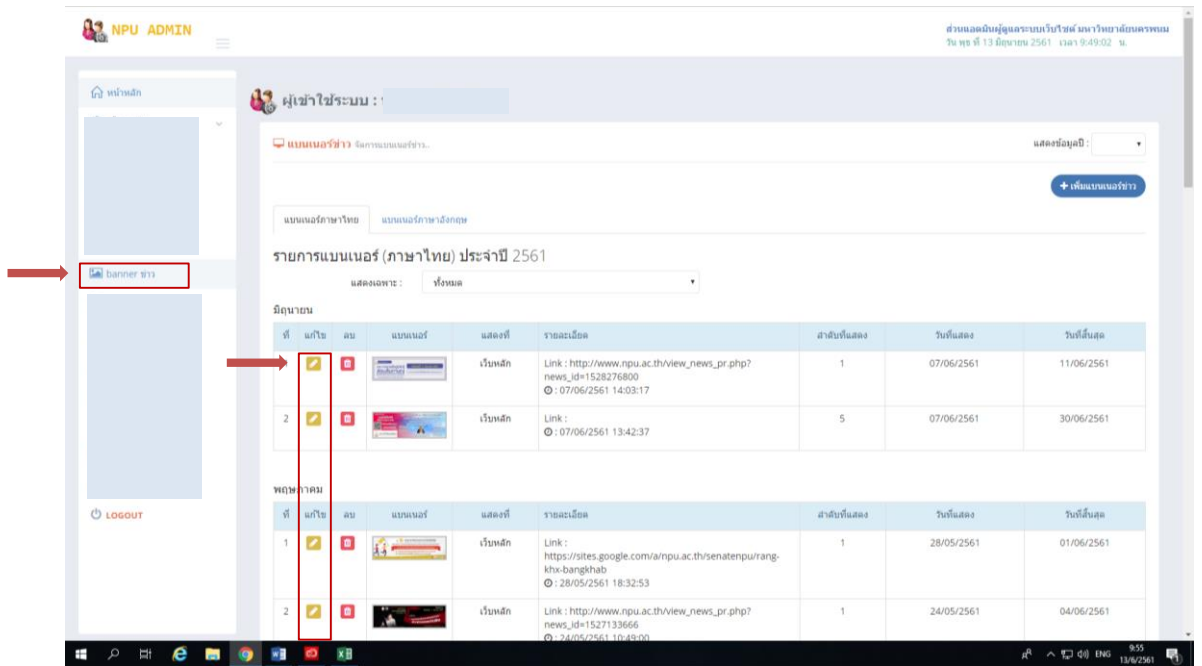 NPU ADMIN
ส่วนแอดมินผู้ดูแลระบบเว็บไซต์ มหาวิทยาลัยนครพนม
วัน พุธ ที่ 13 มิถุนายน 2561 เวลา 9:49:02 น.
หน้าหลัก
ผู้เข้าใช้ระบบ :
แบนเนอร์ข่าว จัดการแบนเนอร์ข่าว..
แสดงข้อมูลปี :
+ เพิ่มแบนเนอร์ข่าว
แบนเนอร์ภาษาไทย แบนเนอร์ภาษาอังกฤษ
banner ข่าว
รายการแบนเนอร์ (ภาษาไทย) ประจำปี 2561
แสดงเฉพาะ : ทั้งหมด
มิถุนายน
ที่ แก้ไข ลบ แบนเนอร์ แสดงที่ รายละเอียด ลำดับที่แสดง วันที่แสดง วันที่สิ้นสุด
เว็บหลัก Link : http://www.npu.ac.th/view_news_pr.php? 1 07/06/2561 11/06/2561
news_id=1528276800
: 07/06/2561 14:03:17
2 เว็บหลัก Link : 5 07/06/2561 30/06/2561
: 07/06/2561 13:42:37
พฤษภาคม
ที่ แก้ไข ลบ แบนเนอร์ แสดงที่ รายละเอียด ลำดับที่แสดง วันที่แสดง วันที่สิ้นสุด
LOGOUT
1 เว็บหลัก Link : 1 28/05/2561 01/06/2561
https://sites.google.com/a/npu.ac.th/senatenpu/rang-
khx-bangkhab
: 28/05/2561 18:32:53
2 เว็บหลัก Link : http://www.npu.ac.th/view_news_pr.php? 1 24/05/2561 04/06/2561
news_id=1527133666
: 24/05/2561 10:49:00
ENG 9:55
13/6/2561